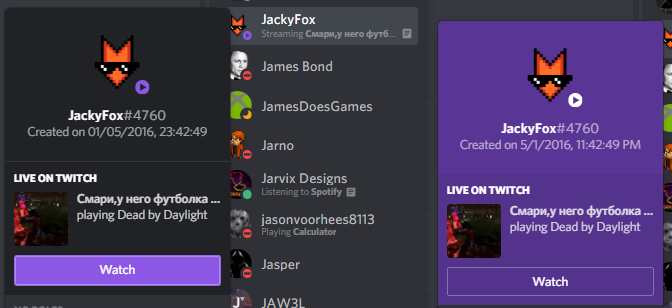 JackyFox#4760
Created on 01/05/2016, 23:42:49
LIVE ON TWITCH
Смари,у него футболка ...
playing Dead by Daylight
Watch
NO ROLES
JackyFox
Streaming Смари,у него футб...
James Bond
JamesDoesGames
Jarno
Jarvix Designs
Listening to Spotify
jasonvoorhees8113
Playing Calculator
Jasper
JAW3L
JackyFox#4760
Created on 5/1/2016, 11:42:49 PM
LIVE ON TWITCH
Смари,у него футболка ...
playing Dead by Daylight
Watch